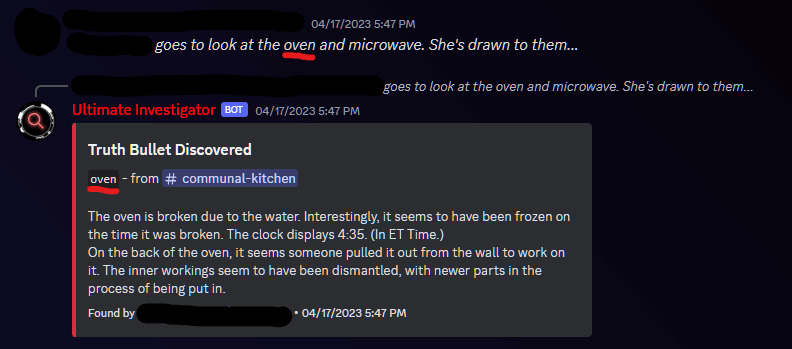 04/17/2023 5:47 PM
goes to look at the oven and microwave. She's drawn to them...
goes to look at the oven and microwave. She's drawn to them...
Ultimate Investigator BOT 04/17/2023 5:47 PM
Truth Bullet Discovered
oven - from # communal-kitchen
The oven is broken due to the water. Interestingly, it seems to have been frozen on
the time it was broken. The clock displays 4:35. (In ET Time.)
On the back of the oven, it seems someone pulled it out from the wall to work on
it. The inner workings seem to have been dismantled, with newer parts in the
process of being put in.
Found by • 04/17/2023 5:47 PM